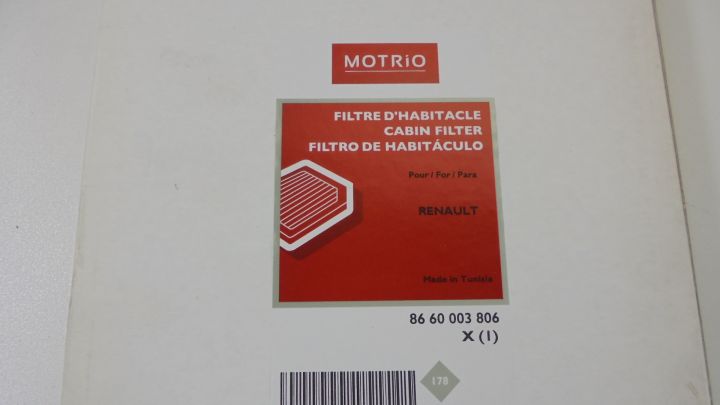 MOTRiO
FILTRE D'HABITACLE
CABIN FILTER
FILTRO DE HABITÁCULO
Pour / For / Para
RENAULT
Made in Tunisia
86 60 003 806
X (1)
178